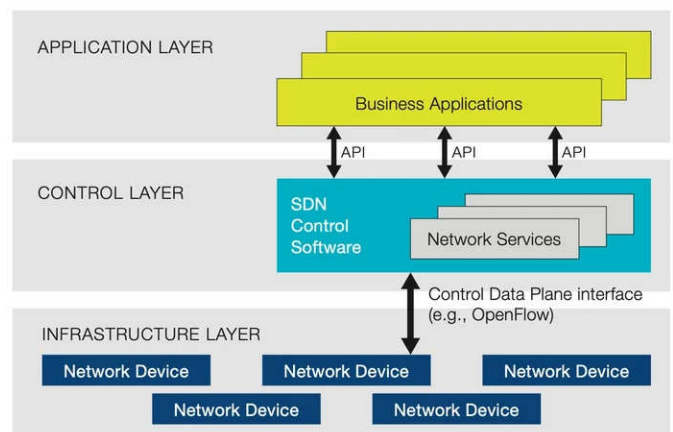 APPLICATION LAYER
Business Applications
API
API
API
CONTROL LAYER
SDN
Control
Software
Network Services
Control Data Plane interface
(e.g., OpenFlow)
INFRASTRUCTURE LAYER
Network Device
Network Device
Network Device
Network Device
Network Device